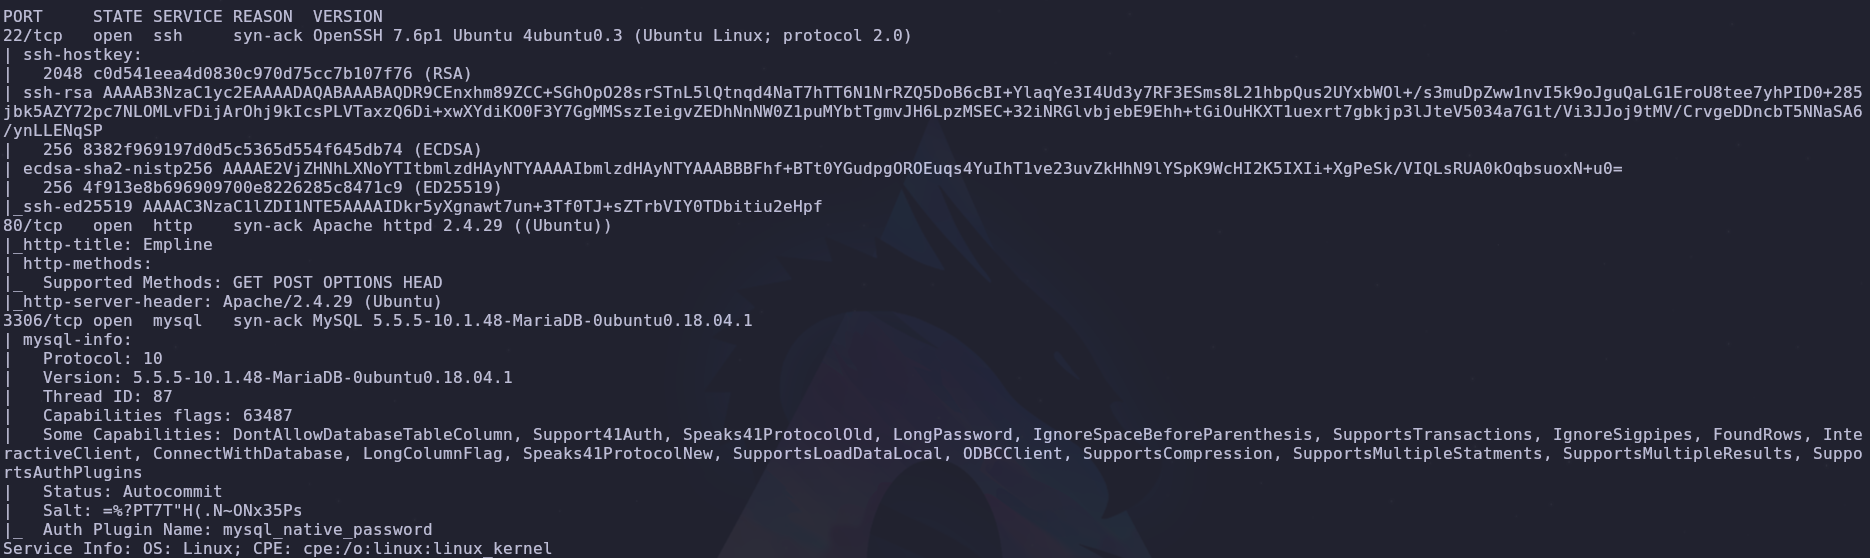 PORT     STATE SERVICE REASON  VERSION
22/tcp   open  ssh     syn-ack OpenSSH 7.6p1 Ubuntu 4ubuntu0.3 (Ubuntu Linux; protocol 2.0)
| ssh-hostkey:
|   2048 c0d541eea4d0830c970d75cc7b107f76 (RSA)
| ssh-rsa AAAAB3NzaC1yc2EAAAADAQABAAABAQDR9CEnxhm89ZCC+SGhOpO28srSTnL5lQtnqd4NaT7hTT6N1NrRZQ5DoB6cBI+YlaqYe3I4Ud3y7RF3ESms8L21hbpQus2UYxbWOl+/s3muDpZww1nvI5k9oJguQaLG1EroU8tee7yhPID0+285
jbk5AZY72pc7NLOMLvFDijArOhj9kIcsPLVTaxzQ6Di+xwXYdiKO0F3Y7GgMMSszIeigvZEDhNnNW0Z1puMYbtTgmvJH6LpzMSEC+32iNRGlvbjebE9Ehh+tGiOuHKXT1uexrt7gbkjp3lJteV5034a7G1t/Vi3JJoj9tMV/CrvgeDDncbT5NNaSA6
/ynLLENqSP
|   256 8382f969197d0d5c5365d554f645db74 (ECDSA)
| ecdsa-sha2-nistp256 AAAAE2VjZHNhLXNoYTItbmlzdHAyNTYAAAAIbmlzdHAyNTYAAABBBFhf+BTt0YGudpgOROEuqs4YuIhT1ve23uvZkHhN9lYSpK9WcHI2K5IXIi+XgPeSk/VIQLsRUA0kOqbsuoxN+u0=
|   256 4f913e8b696909700e8226285c8471c9 (ED25519)
|_ssh-ed25519 AAAAC3NzaC1lZDI1NTE5AAAAIDkr5yXgnawt7un+3Tf0TJ+sZTrbVIY0TDbitiu2eHpf
80/tcp   open  http    syn-ack Apache httpd 2.4.29 ((Ubuntu))
|_http-title: Empline
| http-methods:
|_  Supported Methods: GET POST OPTIONS HEAD
|_http-server-header: Apache/2.4.29 (Ubuntu)
3306/tcp open  mysql   syn-ack MySQL 5.5.5-10.1.48-MariaDB-0ubuntu0.18.04.1
| mysql-info:
|   Protocol: 10
|   Version: 5.5.5-10.1.48-MariaDB-0ubuntu0.18.04.1
|   Thread ID: 87
|   Capabilities flags: 63487
|   Some Capabilities: DontAllowDatabaseTableColumn, Support41Auth, Speaks41ProtocolOld, LongPassword, IgnoreSpaceBeforeParenthesis, SupportsTransactions, IgnoreSigpipes, FoundRows, Inte
ractiveClient, ConnectWithDatabase, LongColumnFlag, Speaks41ProtocolNew, SupportsLoadDataLocal, ODBCClient, SupportsCompression, SupportsMultipleStatments, SupportsMultipleResults, Suppo
rtsAuthPlugins
|   Status: Autocommit
|   Salt: =%?PT7T"H(.N~ONx35Ps
|_  Auth Plugin Name: mysql_native_password
Service Info: OS: Linux; CPE: cpe:/o:linux:linux_kernel